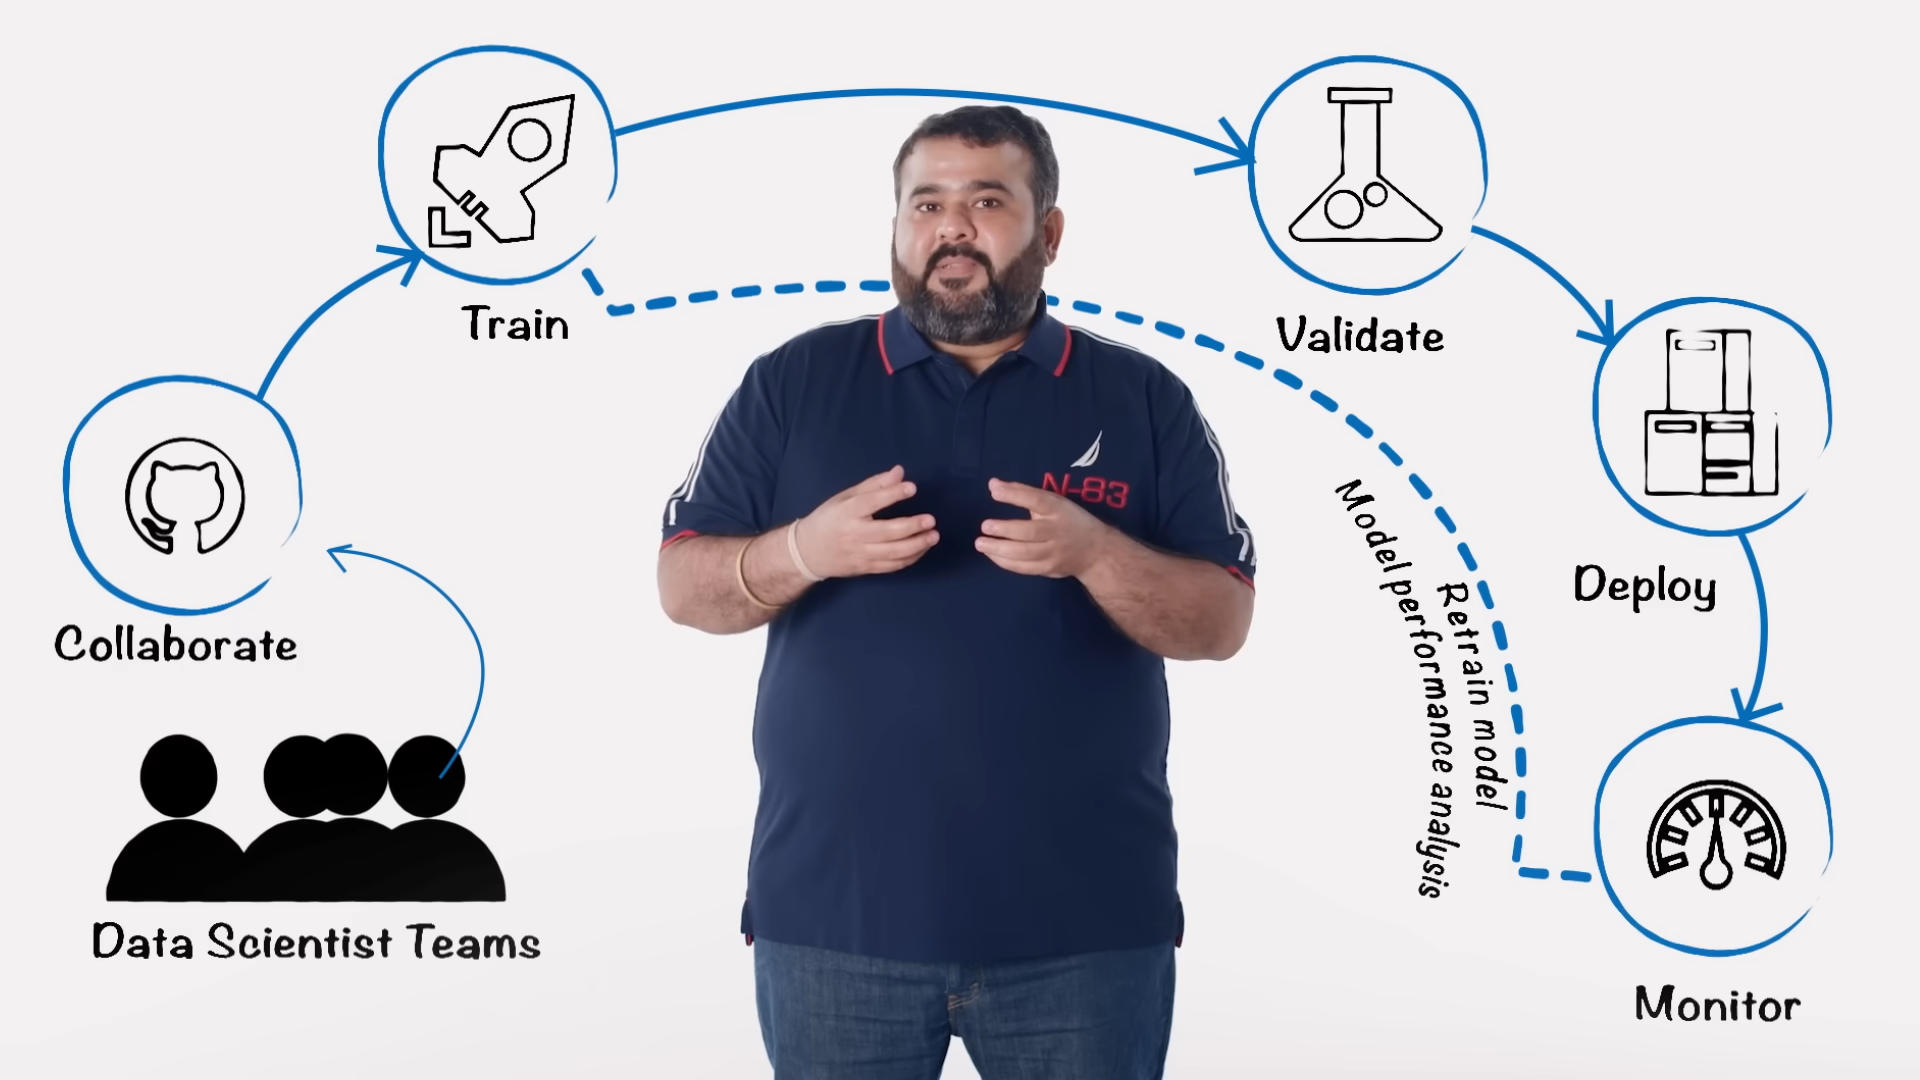 Train
Validate
Collaborate
Deploy
N-83
Retrain model
Model performance analysis
Data Scientist Teams
Monitor